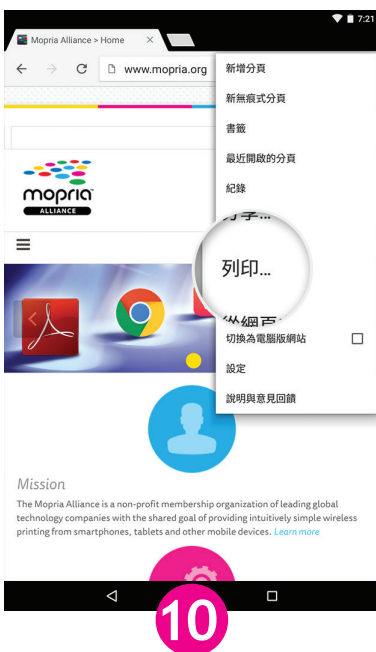 7:21
Mopria Alliance > Home
www.mopria.org
新增分頁
新無痕式分頁
書籤
最近開啟的分頁
紀錄
分享...
列印...
切換為電腦版網站
設定
說明與意見回饋
mopria
ALLIANCE
Mission
The Mopria Alliance is a non-profit membership organization of leading global
technology companies with the shared goal of providing intuitively simple wireless
printing from smartphones, tablets and other mobile devices. Learn more
10